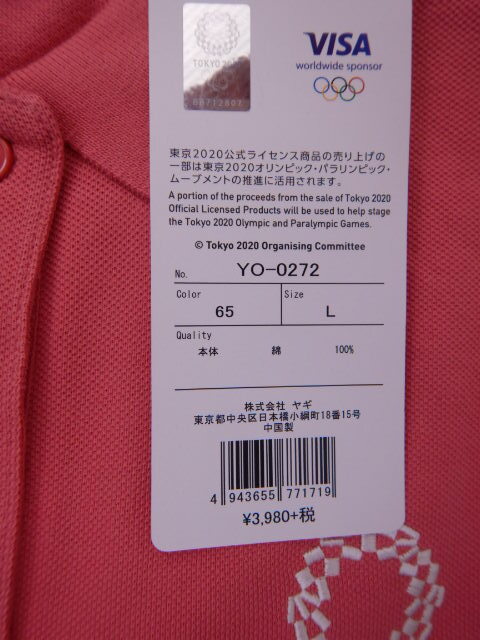 TOKYO 2020
00712807
VISA
worldwide sponsor
東京2020公式ライセンス商品の売り上げの
一部は東京2020オリンピック・パラリンピック・
ムーブメントの推進に活用されます。
A portion of the proceeds from the sale of Tokyo 2020
Official Licensed Products will be used to help stage
the Tokyo 2020 Olympic and Paralympic Games.
© Tokyo 2020 Organising Committee
No. YO-0272
Color 65 Size L
Quality
本体 綿 100%
株式会社 ヤギ
東京都中央区日本橋小網町18番15号
中国製
4 943655 771719
¥3,980+税